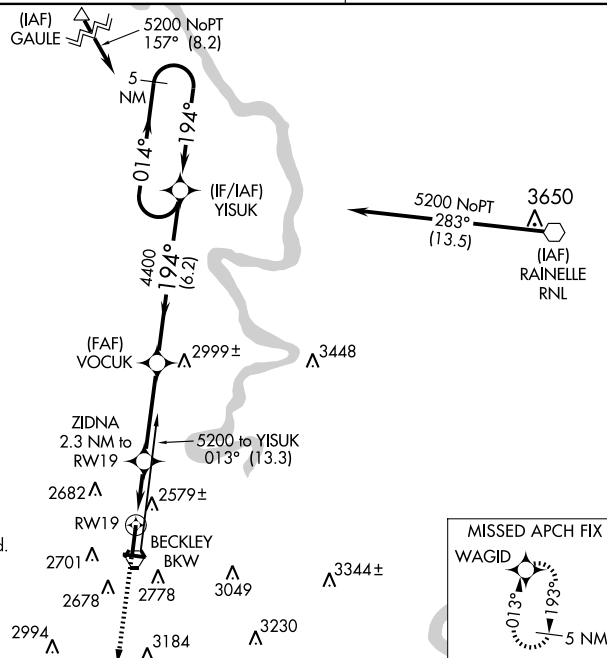 (IAF)
GAULE
5200 NoPT
157° (8.2)
5
NM
014°
194°
(IF/IAF)
YISUK
5200 NoPT
283°
(13.5)
3650
(IAF)
RAINELLE
RNL
4400
194°
(6.2)
(FAF)
VOCUK
2999±
3448
ZIDNA
2.3 NM to
RW19
5200 to YISUK
013° (13.3)
2682
2579±
RW19
d.
BECKLEY
BKW
2701
2678
2778
3049
3344±
2994
3184
3230
MISSED APCH FIX
WAGID
013°
193°
5 NM